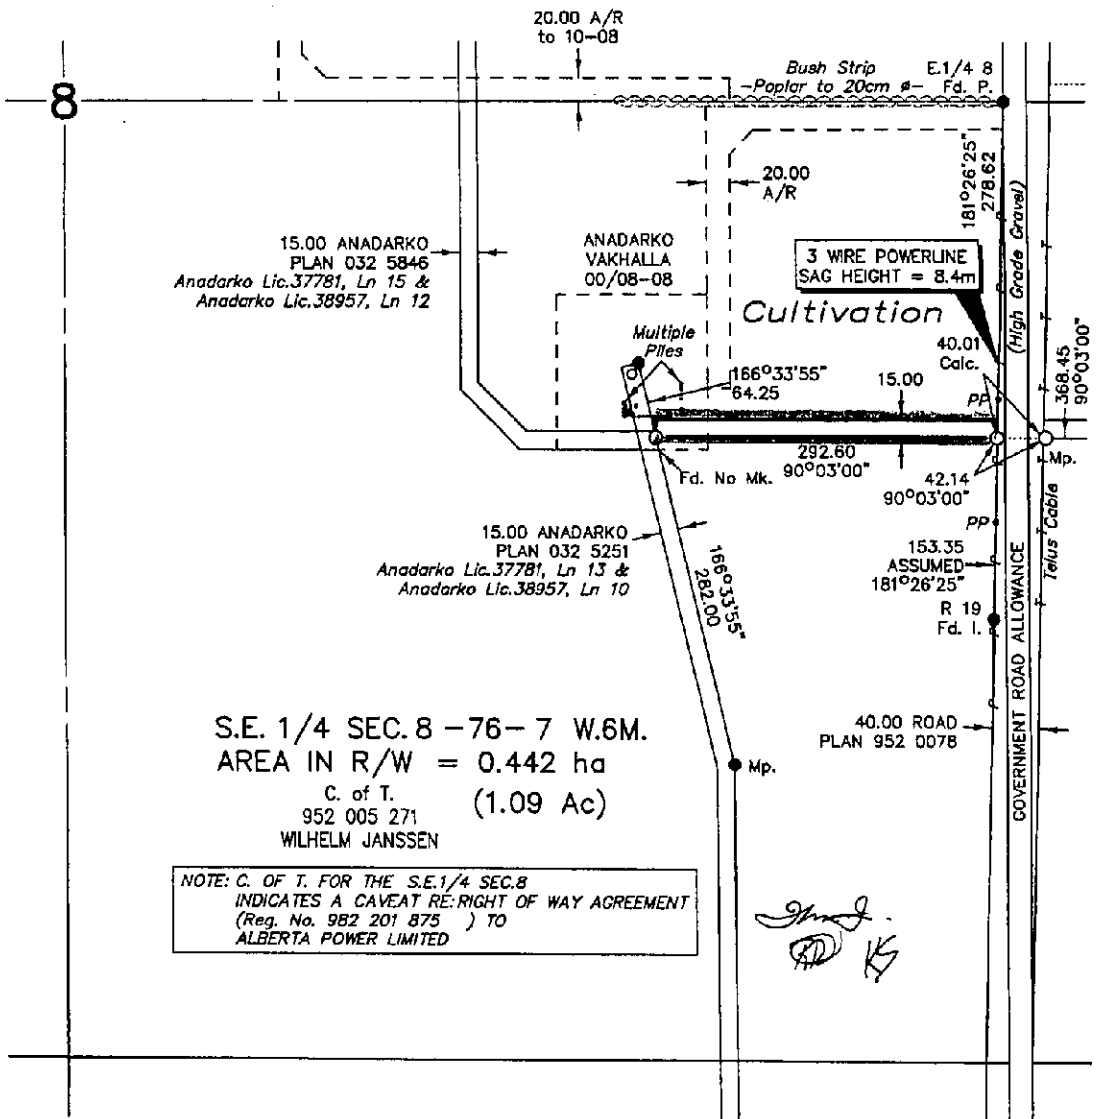 20.00 A/R
to 10-08
Bush Strip
-Poplar to 20cm ø-
E.1/4 8
Fd. P.
8
181°26'25"
278.62
(High Grade Gravel)
20.00
A/R
15.00 ANADARKO
PLAN 032 5846
Anadarko Lic.37781, Ln 15 &
Anadarko Lic.38957, Ln 12
ANADARKO
VAKHALLA
00/08-08
3 WIRE POWERLINE
SAG HEIGHT = 8.4m
Cultivation
Multiple
Piles
40.01
Calc.
166°33'55"
64.25
15.00
PP
368.45
90°03'00"
292.60
90°03'00"
Fd. No Mk.
42.14
90°03'00"
Mp.
PP
Telus Cable
15.00 ANADARKO
PLAN 032 5251
Anadarko Lic.37781, Ln 13 &
Anadarko Lic.38957, Ln 10
166°33'55"
282.00
153.35
ASSUMED
181°26'25"
R 19
Fd. I.
GOVERNMENT ROAD ALLOWANCE
S.E. 1/4 SEC. 8 -76- 7 W.6M.
AREA IN R/W = 0.442 ha
(1.09 Ac)
C. of T.
952 005 271
WILHELM JANSSEN
40.00 ROAD
PLAN 952 0078
Mp.
NOTE: C. OF T. FOR THE S.E.1/4 SEC.8
INDICATES A CAVEAT RE:RIGHT OF WAY AGREEMENT
(Reg. No. 982 201 875 ) TO
ALBERTA POWER LIMITED
KS